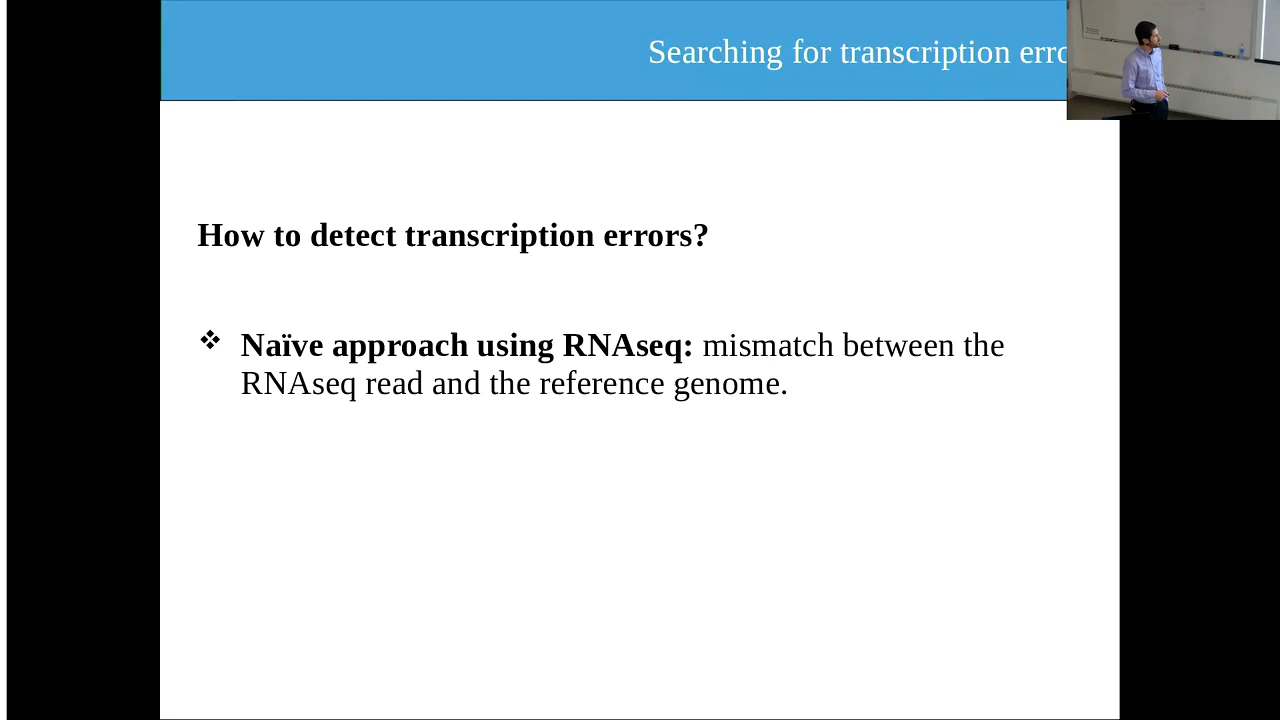 Searching for transcription
How to detect transcription errors?
❖ Naïve approach using RNAseq: mismatch between the
RNAseq read and the reference genome.